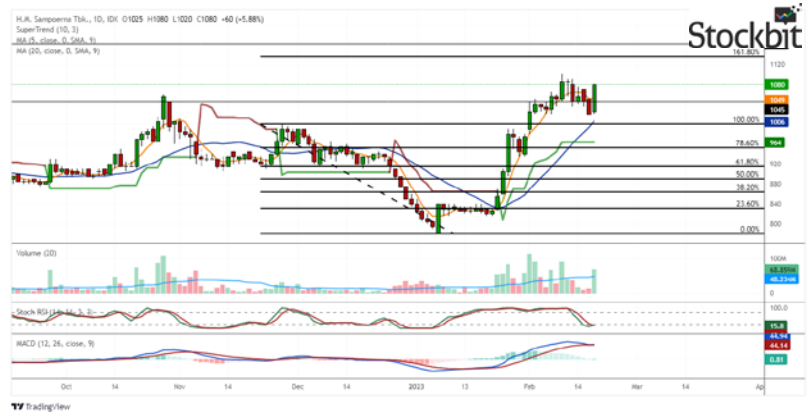 H.M. Sampoerna Tbk., 1D, IDX O1025 H1080 L1020 C1080 +60 (+5.88%)
SuperTrend (10, 3)
MA (5, close, 0, SMA, 9)
MA (20, close, 0, SMA, 9)
Stockbit
161.80%
1120
1080
1049
1045
1006
100.00%
964
78.60%
61.80%
920
50.00%
880
38.20%
23.60%
840
800
0.00%
Volume (20)
100M
48.234M
0
Stoch RSI
100.0
15.8
MACD (12, 26, close, 9)
44.94
44.14
0.81
Oct
14
Nov
14
Dec
14
2023
13
Feb
14
Mar
14
Ap
TradingView